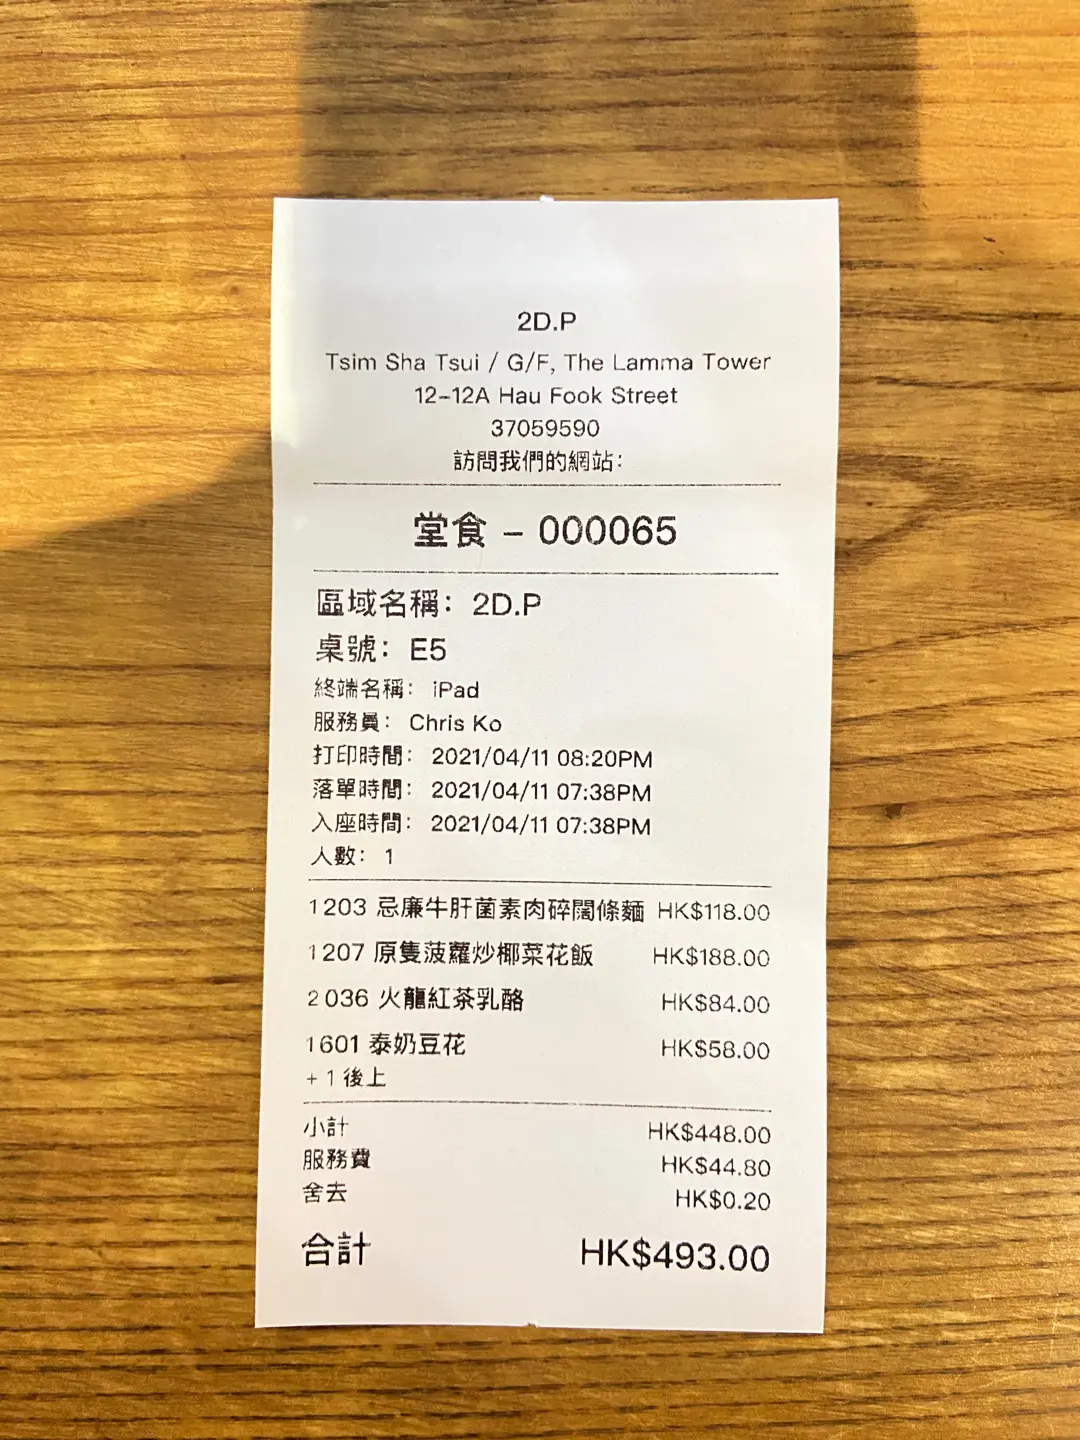 2D.P
Tsim Sha Tsui / G/F, The Lamma Tower
12-12A Hau Fook Street
37059590
訪問我們的網站:
堂食 - 000065
區域名稱: 2D.P
桌號: E5
終端名稱: iPad
服務員: Chris Ko
打印時間: 2021/04/11 08:20PM
落單時間: 2021/04/11 07:38PM
入座時間: 2021/04/11 07:38PM
人數: 1
1203 忌廉牛肝菌素肉碎闊條麵 HK$118.00
1207 原隻菠蘿炒椰菜花飯 HK$188.00
2036 火龍紅茶乳酪 HK$84.00
1601 泰奶豆花 HK$58.00
+ 1 後上
小計 HK$448.00
服務費 HK$44.80
舍去 HK$0.20
合計 HK$493.00